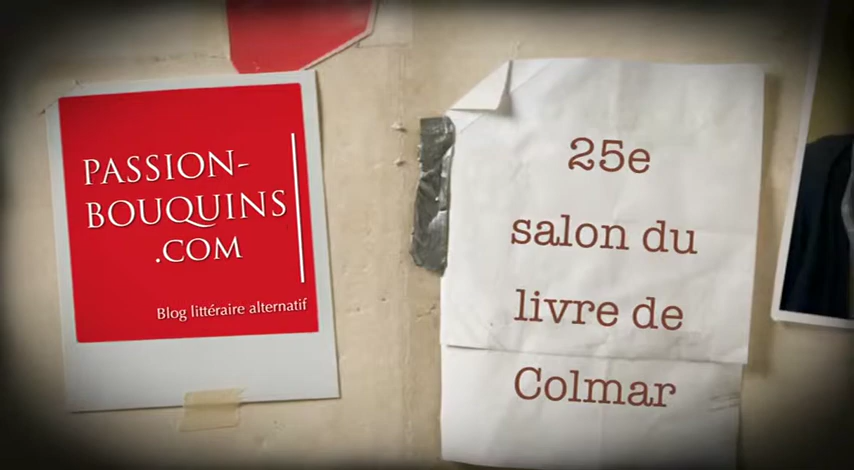 PASSION-
BOUQUINS
.COM
Blog littéraire alternatif
25e
salon du
livre de
Colmar